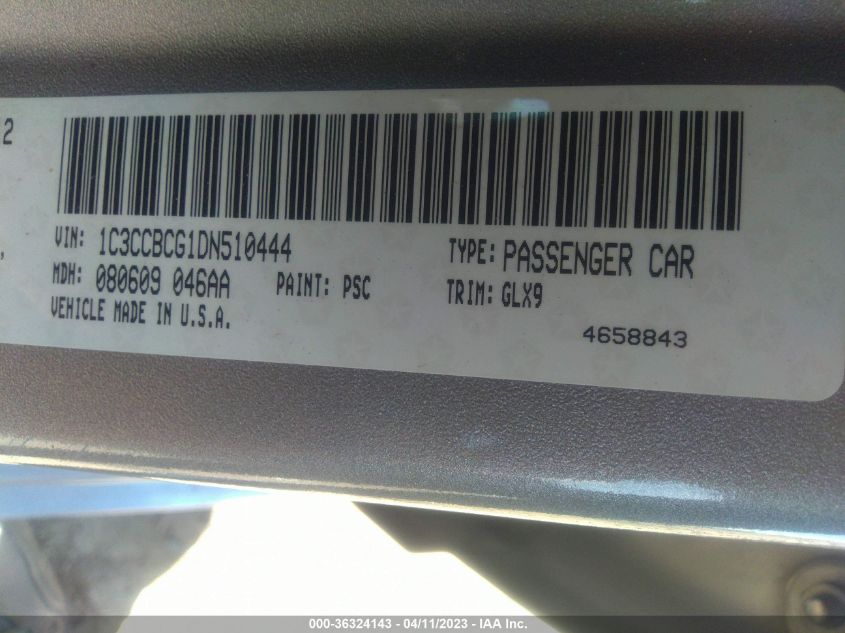 2
VIN: 1C3CCBCG1DN510444 TYPE: PASSENGER CAR
MDH: 080609 046AA PAINT: PSC TRIM: GLX9
VEHICLE MADE IN U.S.A.
4658843
000-36324143 - 04/11/2023 - IAA Inc.